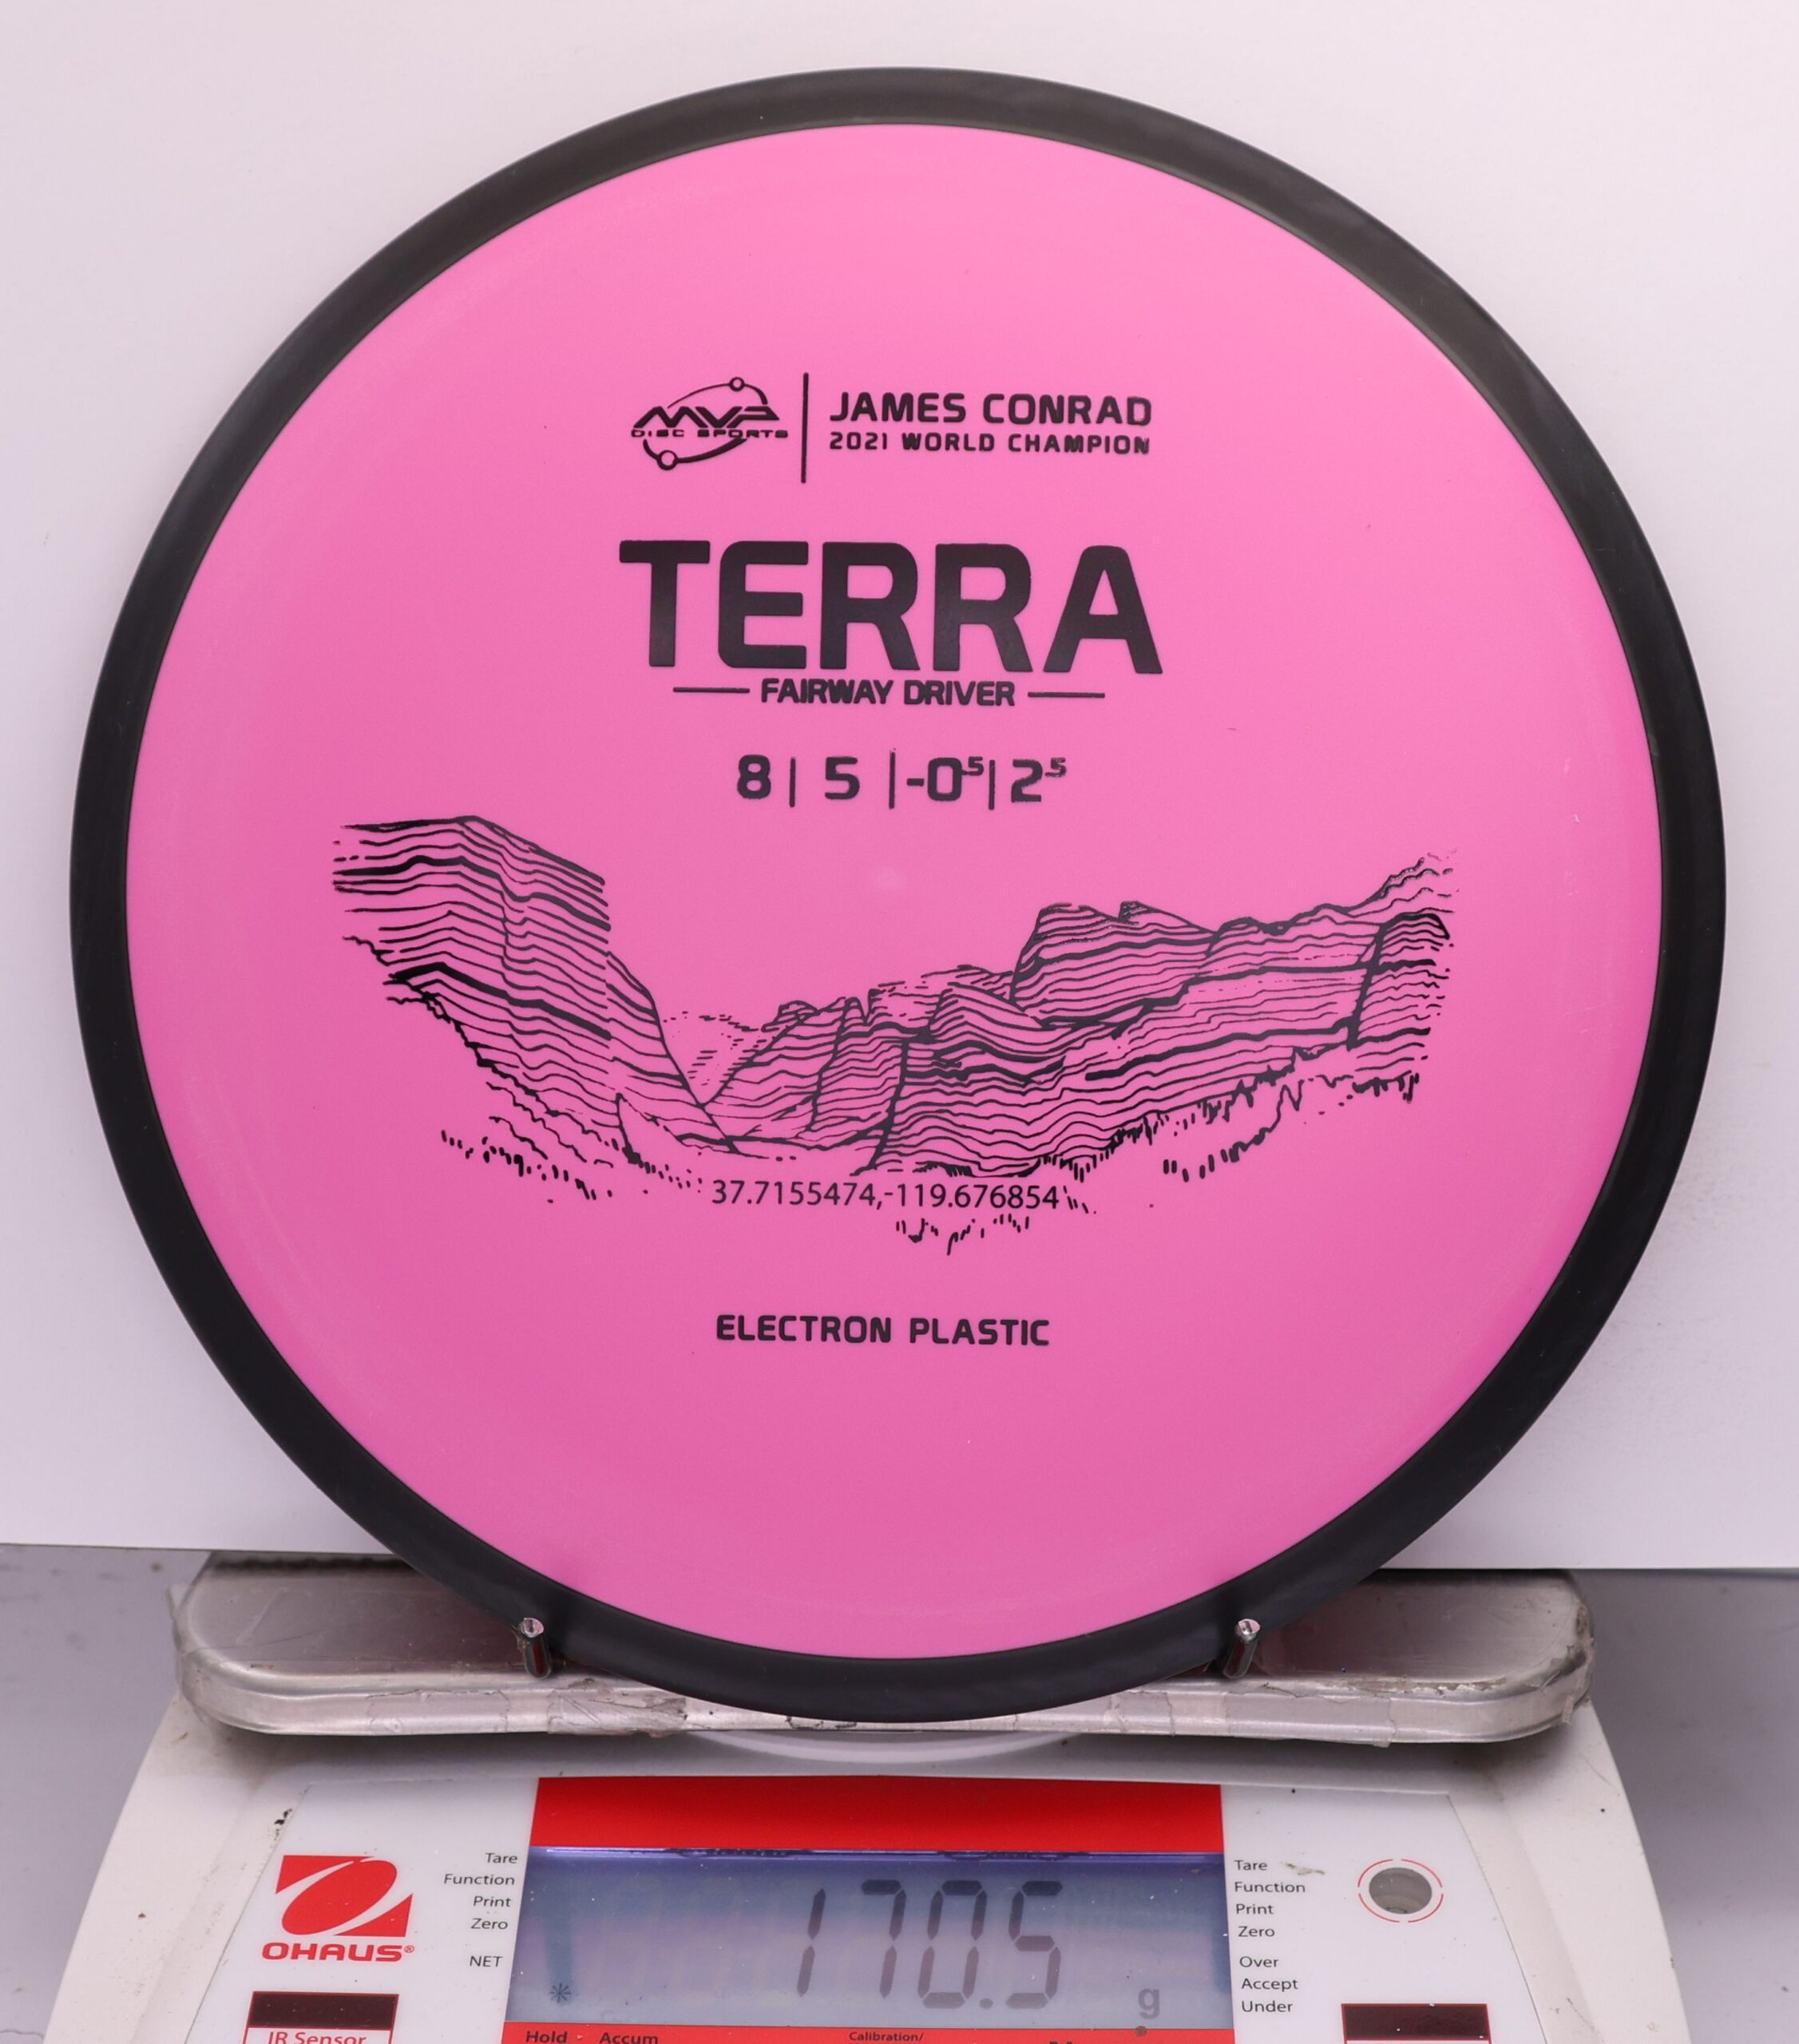 MVP
DISC SPORTS
JAMES CONRAD
2021 WORLD CHAMPION
TERRA
FAIRWAY DRIVER
8 | 5 | -0⁵ | 2⁵
37.7155474,-119.676854
ELECTRON PLASTIC
OHAUS®
Tare
Function
Print
Zero
NET
170.5 g
Tare
Function
Print
Zero
Over
Accept
Under
IR Sensor
Hold Accum
Calibration/